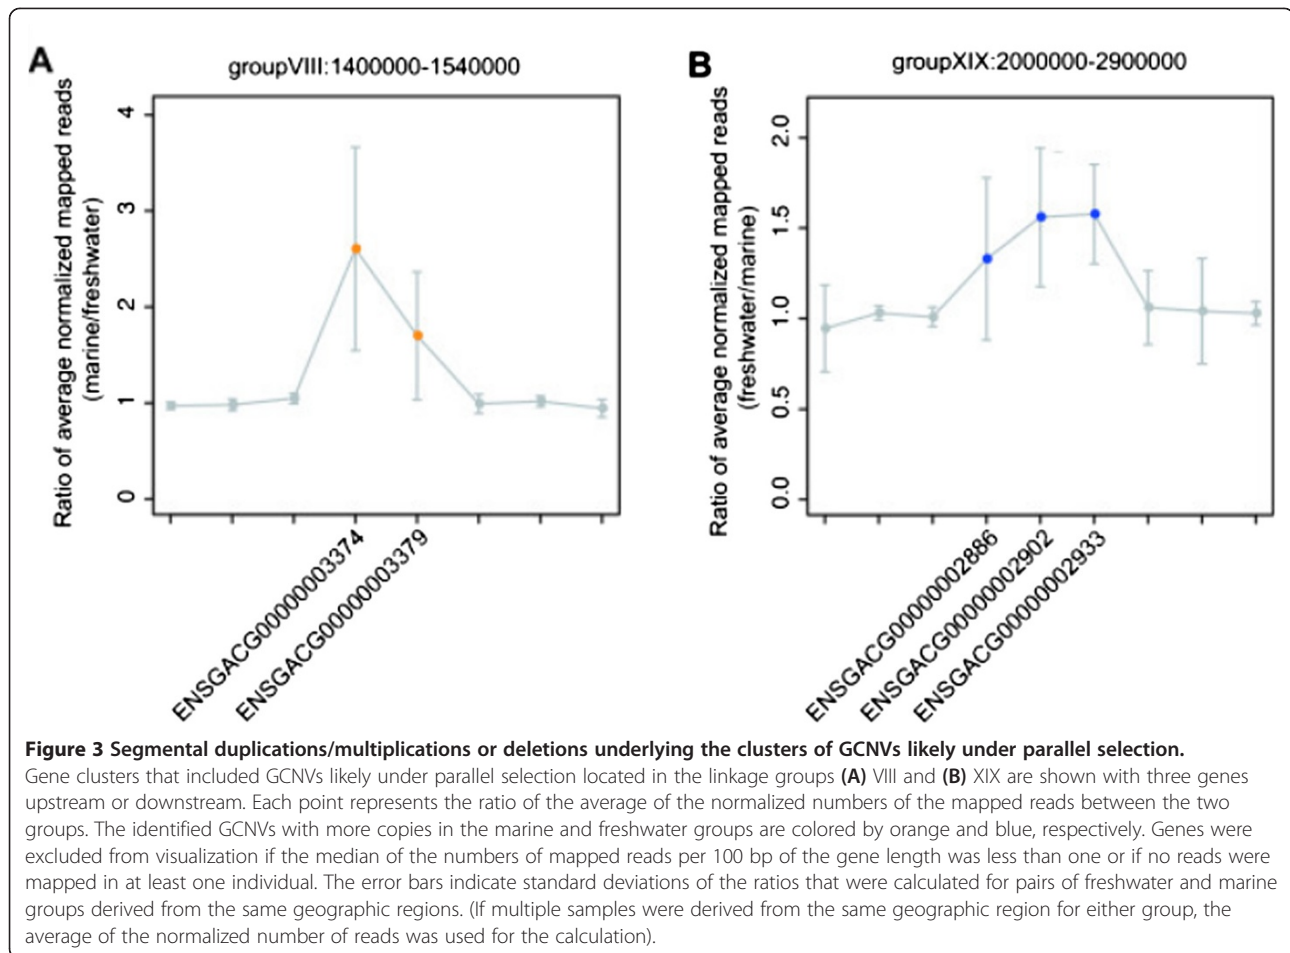 A
groupVIII:1400000-1540000
Ratio of average normalized mapped reads
(marine/freshwater)
4
3
2
1
0
ENSGACG00000003374
ENSGACG00000003379
B
groupXIX:2000000-2900000
Ratio of average normalized mapped reads
(freshwater/marine)
2.0
1.5
1.0
0.5
0.0
ENSGACG00000002886
ENSGACG00000002902
ENSGACG00000002933
Figure 3 Segmental duplications/multiplications or deletions underlying the clusters of GCNVs likely under parallel selection.
Gene clusters that included GCNVs likely under parallel selection located in the linkage groups (A) VIII and (B) XIX are shown with three genes
upstream or downstream. Each point represents the ratio of the average of the normalized numbers of the mapped reads between the two
groups. The identified GCNVs with more copies in the marine and freshwater groups are colored by orange and blue, respectively. Genes were
excluded from visualization if the median of the numbers of mapped reads per 100 bp of the gene length was less than one or if no reads were
mapped in at least one individual. The error bars indicate standard deviations of the ratios that were calculated for pairs of freshwater and marine
groups derived from the same geographic regions. (If multiple samples were derived from the same geographic region for either group, the
average of the normalized number of reads was used for the calculation).